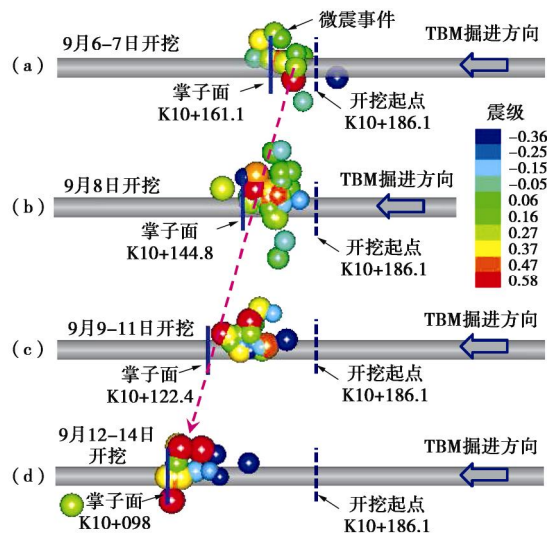 微震事件
9月6-7日开挖
TBM掘进方向
(a)
掌子面
K10+161.1
开挖起点
K10+186.1
震级
-0.36
-0.25
-0.15
-0.05
0.06
0.16
0.27
0.37
0.47
0.58
9月8日开挖
TBM掘进方向
(b)
掌子面
K10+144.8
开挖起点
K10+186.1
9月9-11日开挖
TBM掘进方向
(c)
掌子面
K10+122.4
开挖起点
K10+186.1
9月12-14日
开挖
TBM掘进方向
(d)
掌子面
K10+098
开挖起点
K10+186.1